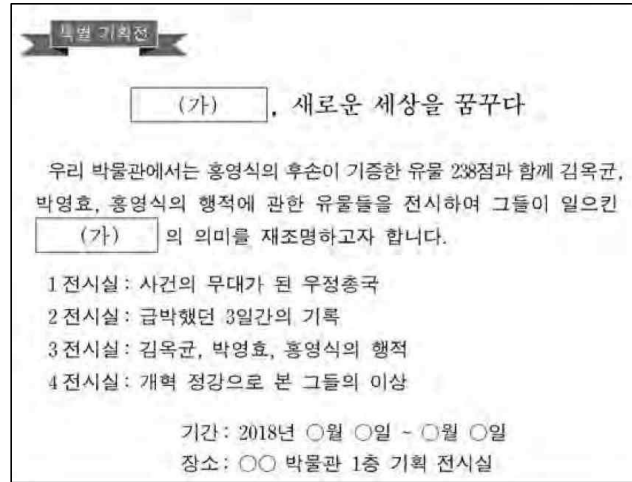 특별 기획전
(가) , 새로운 세상을 꿈꾸다
우리 박물관에서는 홍영식의 후손이 기증한 유물 238점과 함께 김옥균,
박영효, 홍영식의 행적에 관한 유물들을 전시하여 그들이 일으킨
(가) 의 의미를 재조명하고자 합니다.
1전시실 : 사건의 무대가 된 우정총국
2전시실 : 급박했던 3일간의 기록
3전시실 : 김옥균, 박영효, 홍영식의 행적
4전시실 : 개혁 정강으로 본 그들의 이상
기간 : 2018년 ○월 ○일 ~ ○월 ○일
장소 : ○○ 박물관 1층 기획 전시실